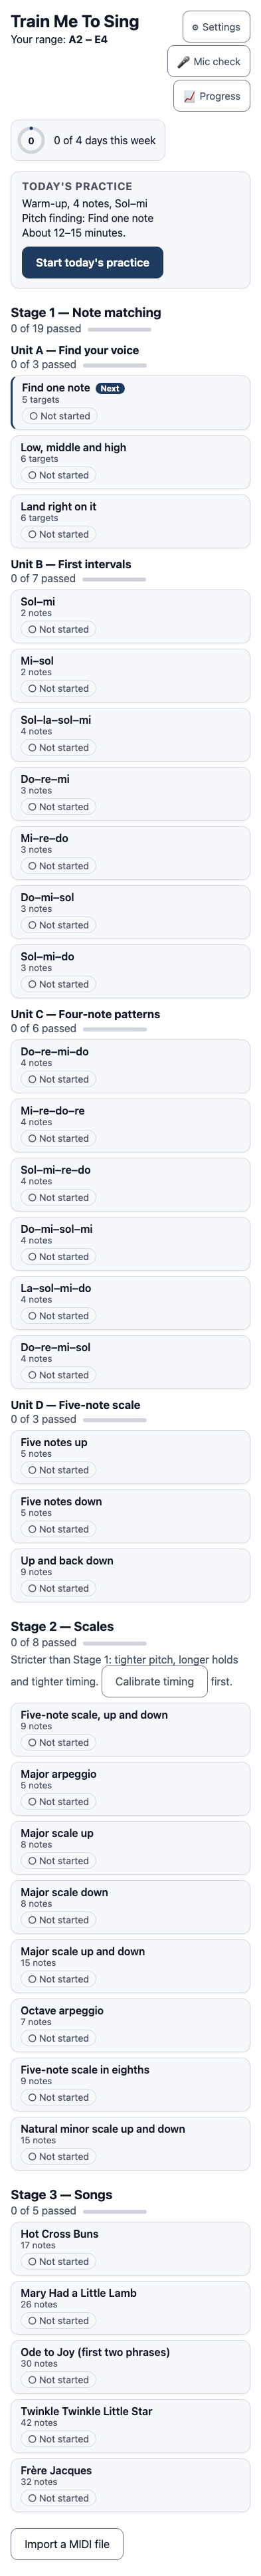 Train Me To Sing
Your range: A2 – E4
⚙ Settings
🎤 Mic check
📈 Progress
0
0 of 4 days this week
TODAY'S PRACTICE
Warm-up, 4 notes, Sol–mi
Pitch finding: Find one note
About 12–15 minutes.
Start today's practice
Stage 1 — Note matching
0 of 19 passed
Unit A — Find your voice
0 of 3 passed
Find one note Next
5 targets
Not started
Low, middle and high
6 targets
Not started
Land right on it
6 targets
Not started
Unit B — First intervals
0 of 7 passed
Sol–mi
2 notes
Not started
Mi–sol
2 notes
Not started
Sol–la–sol–mi
4 notes
Not started
Do–re–mi
3 notes
Not started
Mi–re–do
3 notes
Not started
Do–mi–sol
3 notes
Not started
Sol–mi–do
3 notes
Not started
Unit C — Four-note patterns
0 of 6 passed
Do–re–mi–do
4 notes
Not started
Mi–re–do–re
4 notes
Not started
Sol–mi–re–do
4 notes
Not started
Do–mi–sol–mi
4 notes
Not started
La–sol–mi–do
4 notes
Not started
Do–re–mi–sol
4 notes
Not started
Unit D — Five-note scale
0 of 3 passed
Five notes up
5 notes
Not started
Five notes down
5 notes
Not started
Up and back down
9 notes
Not started
Stage 2 — Scales
0 of 8 passed
Stricter than Stage 1: tighter pitch, longer holds
and tighter timing. Calibrate timing first.
Five-note scale, up and down
9 notes
Not started
Major arpeggio
5 notes
Not started
Major scale up
8 notes
Not started
Major scale down
8 notes
Not started
Major scale up and down
15 notes
Not started
Octave arpeggio
7 notes
Not started
Five-note scale in eighths
9 notes
Not started
Natural minor scale up and down
15 notes
Not started
Stage 3 — Songs
0 of 5 passed
Hot Cross Buns
17 notes
Not started
Mary Had a Little Lamb
26 notes
Not started
Ode to Joy (first two phrases)
30 notes
Not started
Twinkle Twinkle Little Star
42 notes
Not started
Frère Jacques
32 notes
Not started
Import a MIDI file